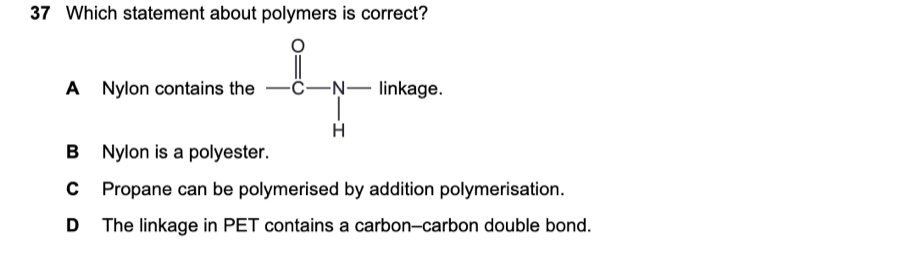 37 Which statement about polymers is correct?
O
A Nylon contains the C N linkage.
H
B Nylon is a polyester.
C Propane can be polymerised by addition polymerisation.
D The linkage in PET contains a carbon–carbon double bond.